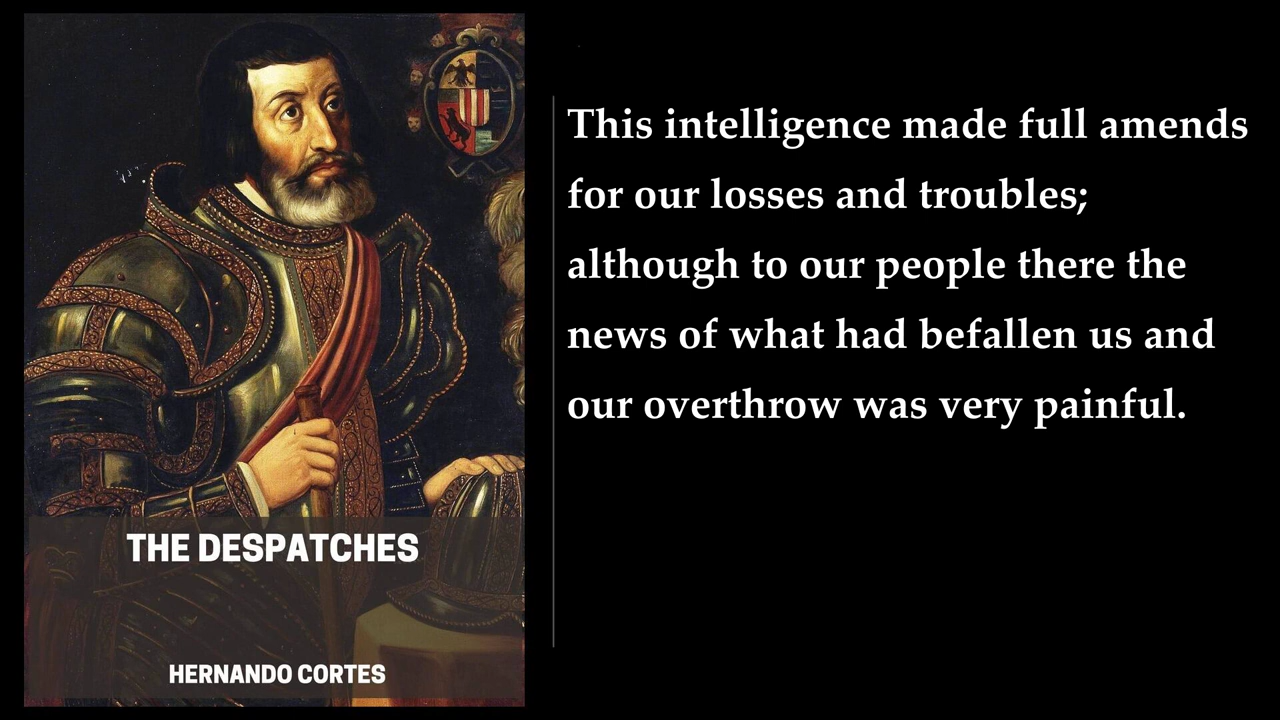 This intelligence made full amends
for our losses and troubles;
although to our people there the
news of what had befallen us and
our overthrow was very painful.
THE DESPATCHES
HERNANDO CORTES